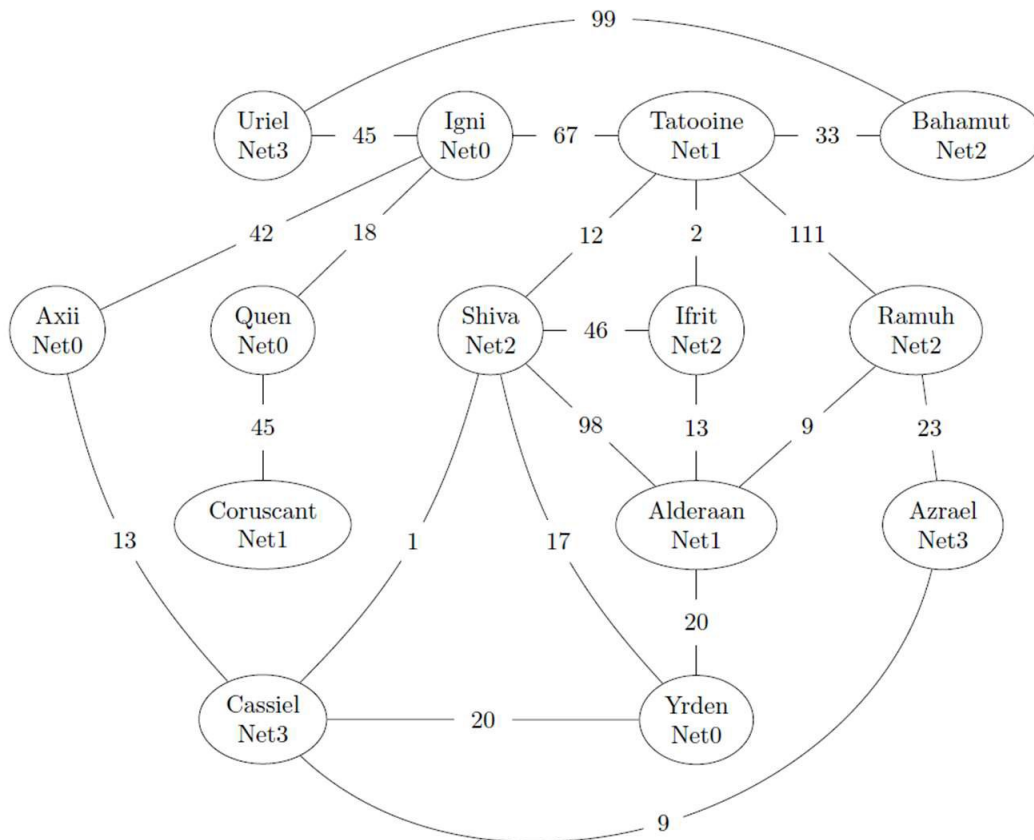 99
Uriel
Net3
45
Igni
Net0
67
Tatooine
Net1
33
Bahamut
Net2
42
18
12
2
111
Axii
Net0
Quen
Net0
Shiva
Net2
46
Ifrit
Net2
Ramuh
Net2
45
98
13
9
23
Coruscant
Net1
Alderaan
Net1
Azrael
Net3
13
1
17
20
Cassiel
Net3
20
Yrden
Net0
9